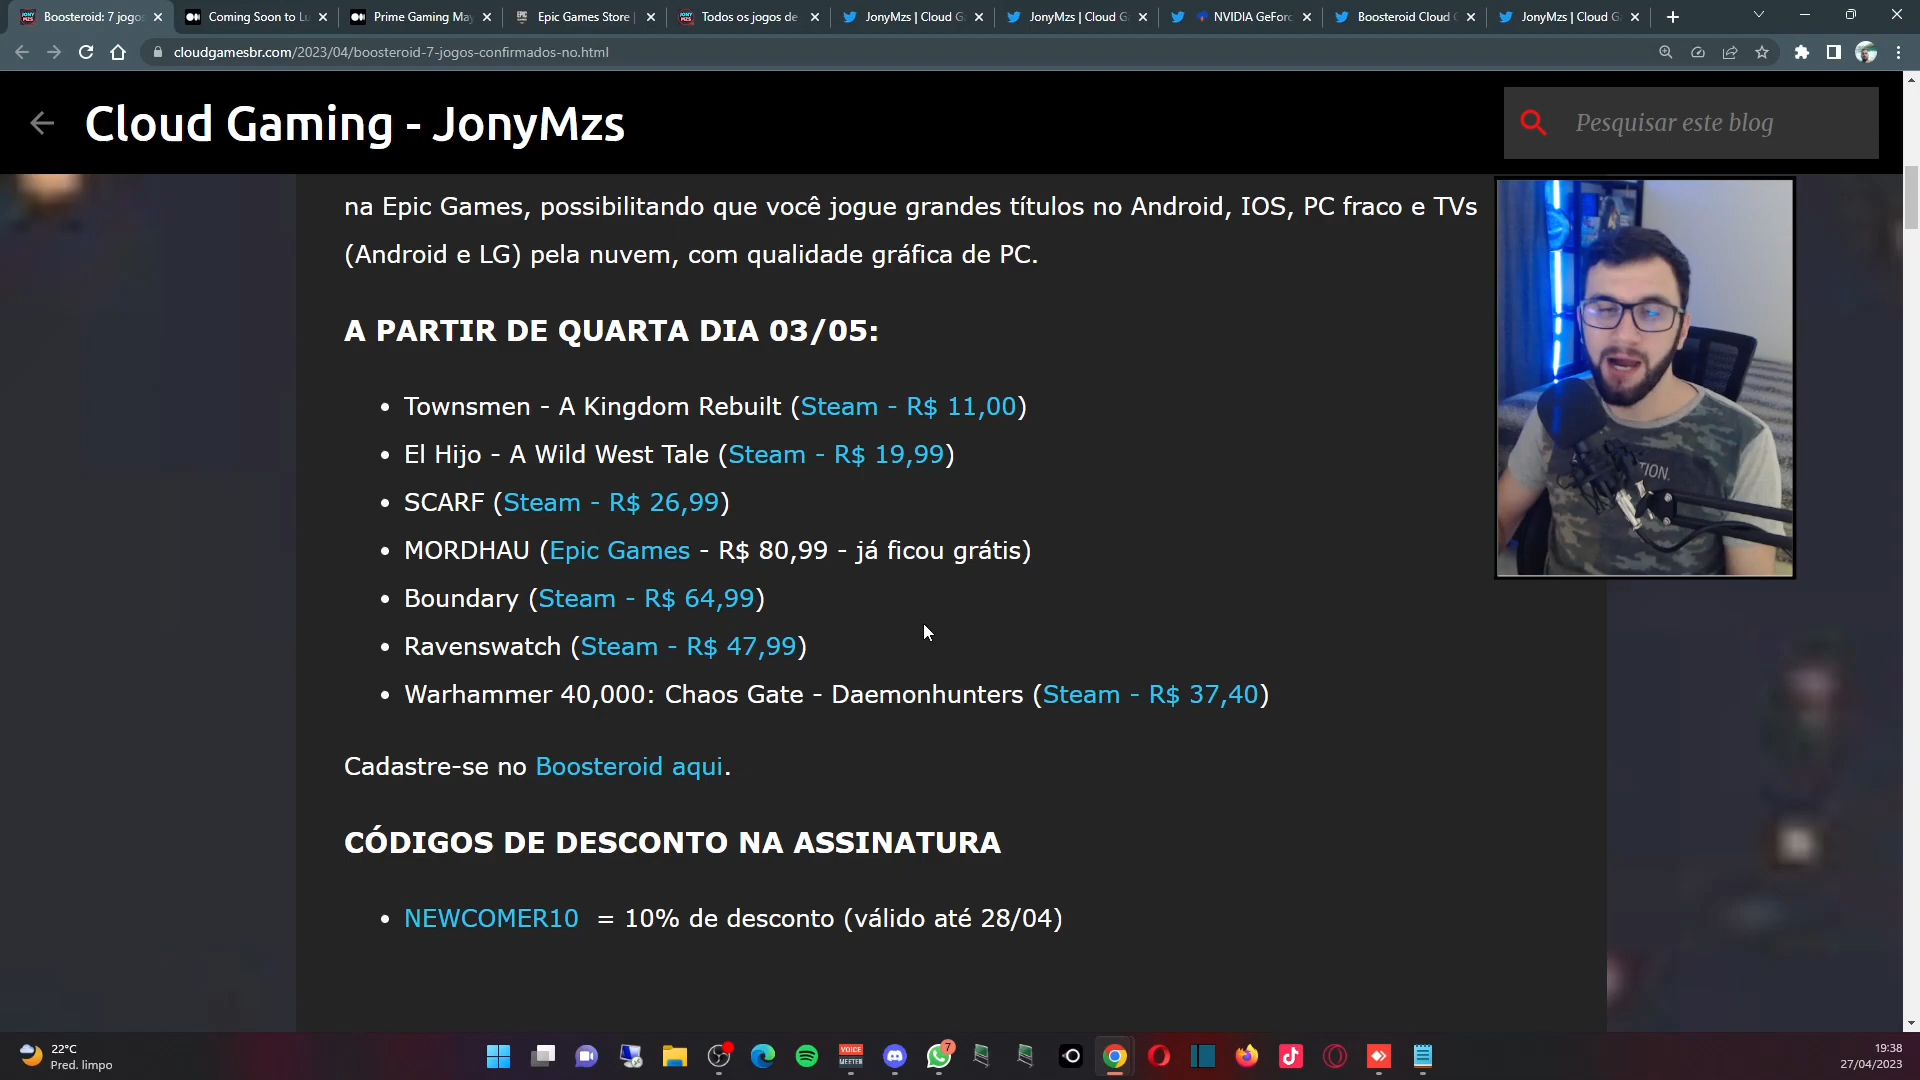 Boosteroid: 7 jogos
Coming Soon to Lu
Prime Gaming May
Epic Games Store |
Todos os jogos de
JonyMzs | Cloud G
JonyMzs | Cloud G
NVIDIA GeForc
Boosteroid Cloud G
JonyMzs | Cloud G
cloudgamesbr.com/2023/04/boosteroid-7-jogos-confirmados-no.html
Cloud Gaming - JonyMzs
Pesquisar este blog
na Epic Games, possibilitando que você jogue grandes títulos no Android, IOS, PC fraco e TVs
(Android e LG) pela nuvem, com qualidade gráfica de PC.
A PARTIR DE QUARTA DIA 03/05:
• Townsmen - A Kingdom Rebuilt (Steam - R$ 11,00)
• El Hijo - A Wild West Tale (Steam - R$ 19,99)
• SCARF (Steam - R$ 26,99)
• MORDHAU (Epic Games - R$ 80,99 - já ficou grátis)
• Boundary (Steam - R$ 64,99)
• Ravenswatch (Steam - R$ 47,99)
• Warhammer 40,000: Chaos Gate - Daemonhunters (Steam - R$ 37,40)
Cadastre-se no Boosteroid aqui.
CÓDIGOS DE DESCONTO NA ASSINATURA
• NEWCOMER10 = 10% de desconto (válido até 28/04)
22°C
Pred. limpo
VOICE
MEETER
7
19:38
27/04/2023